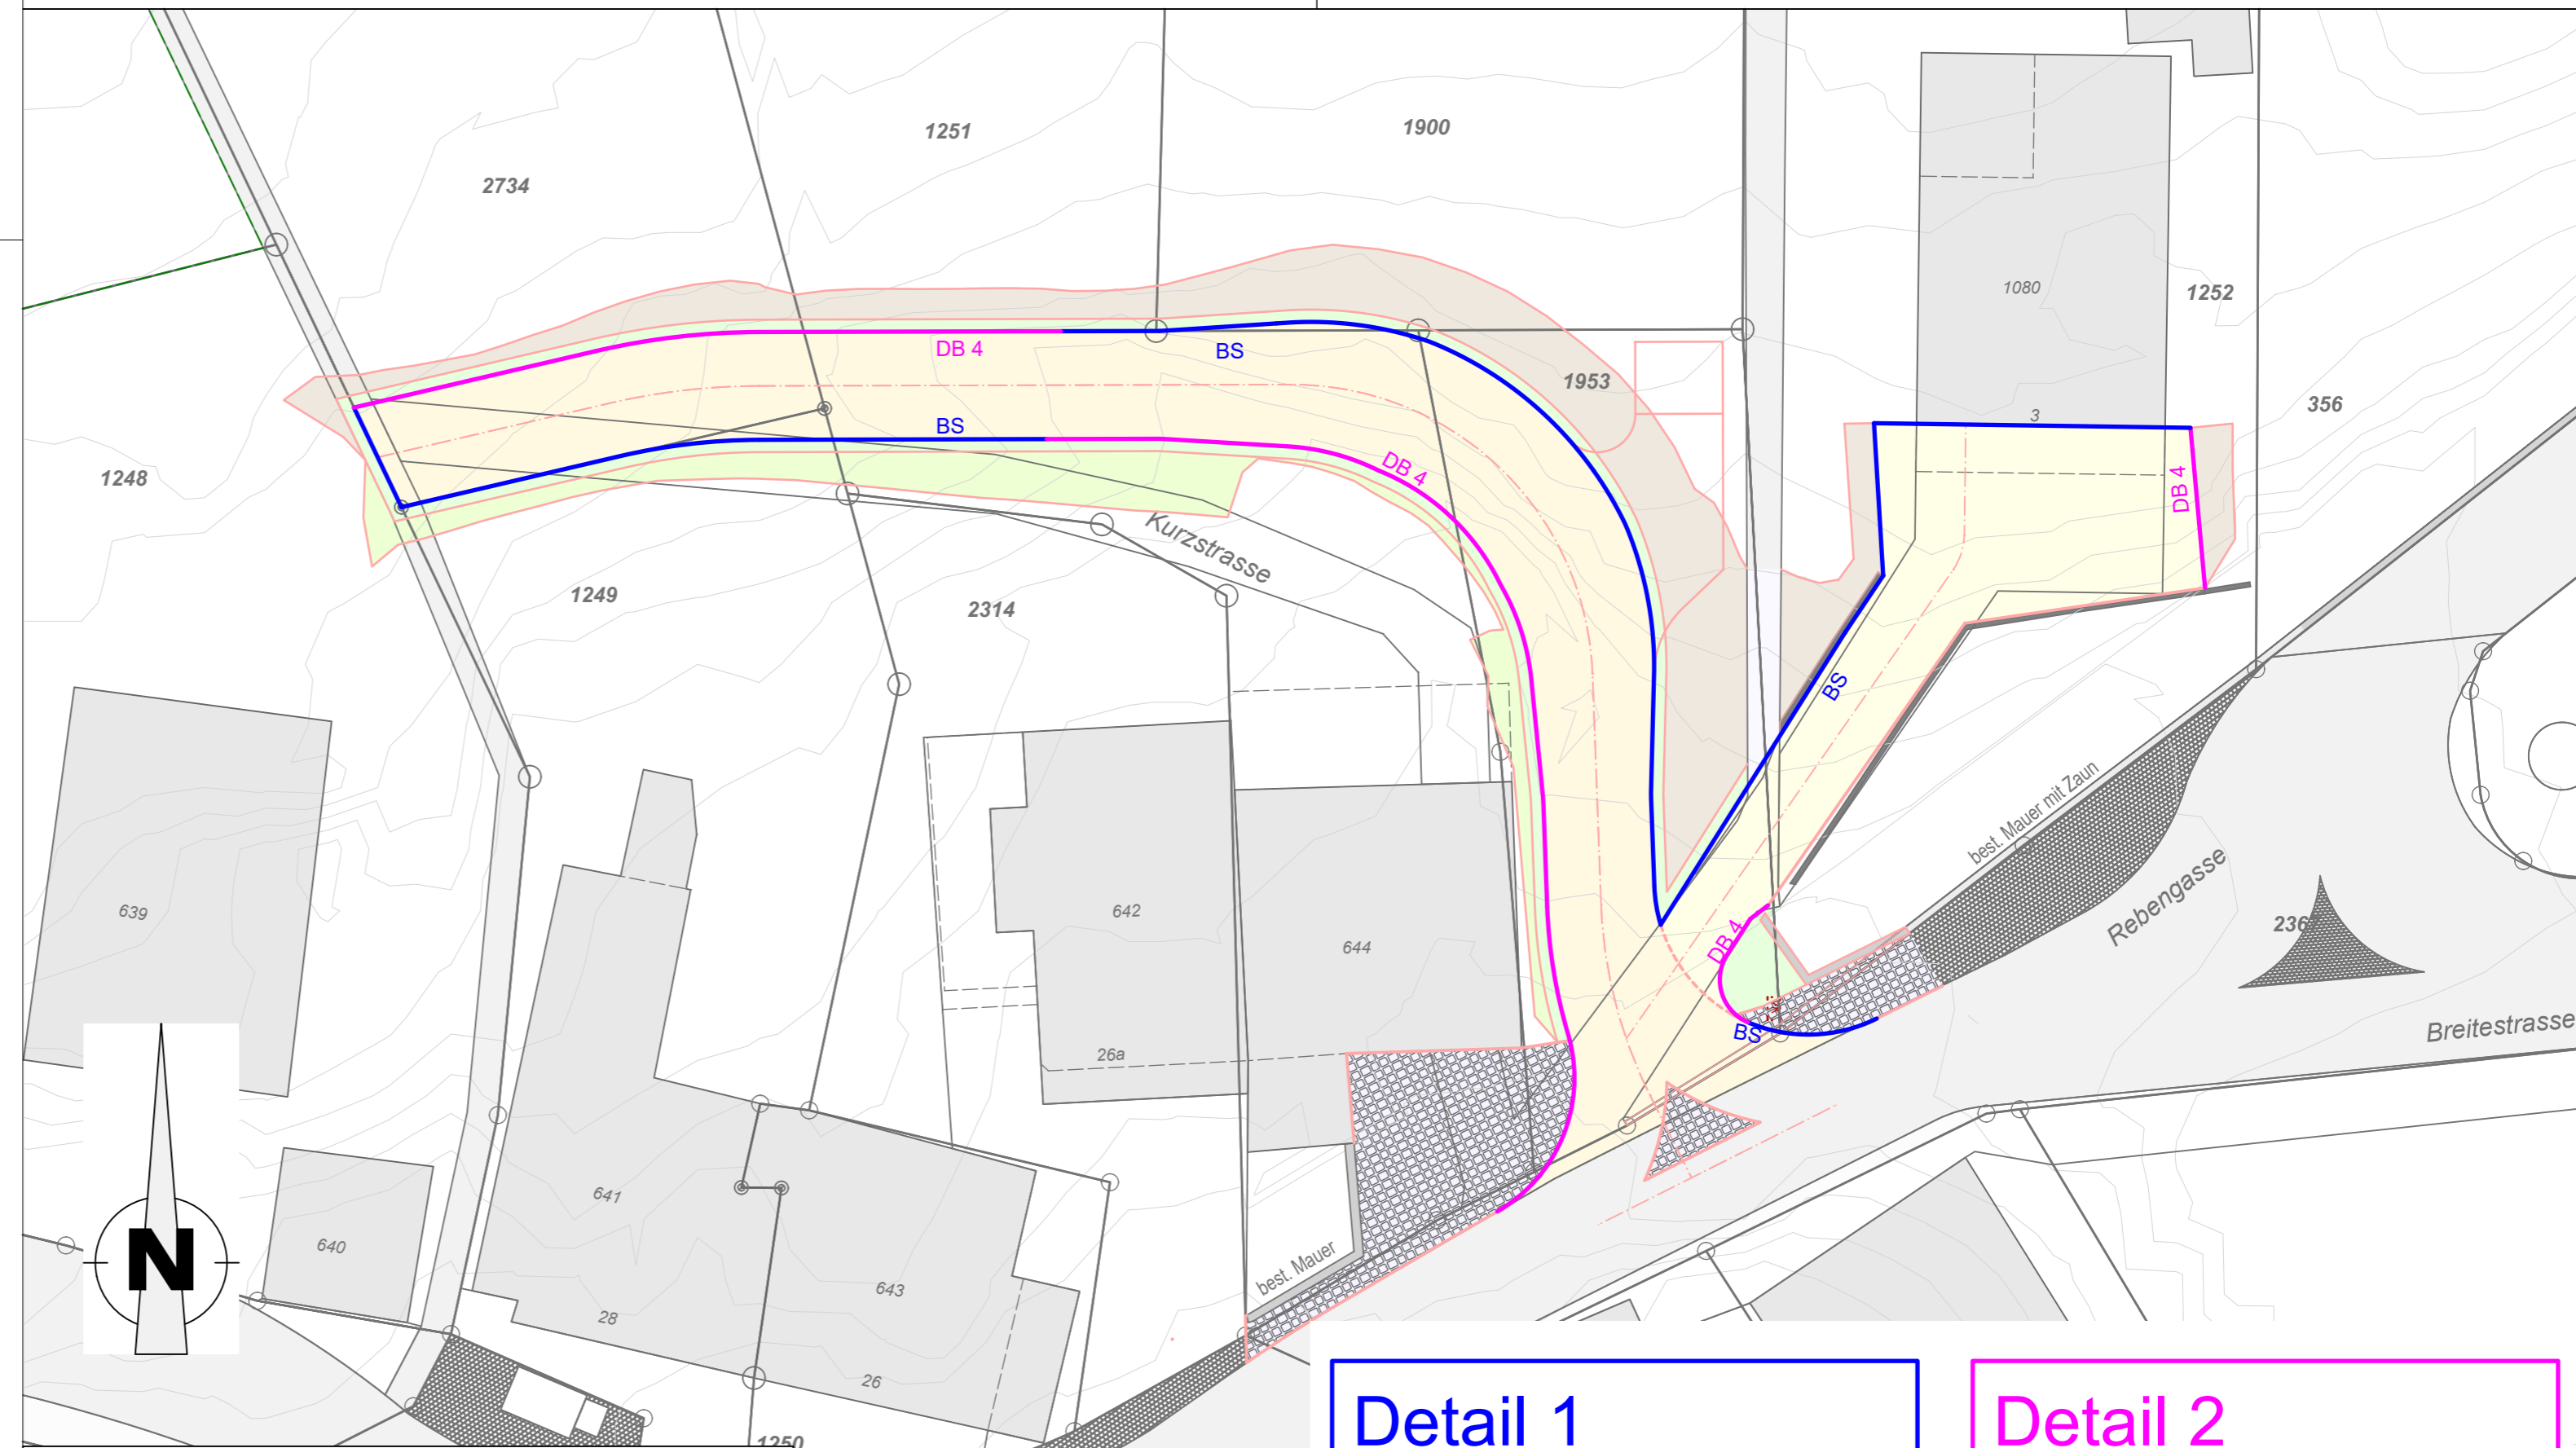 1251
1900
2734
1080
1252
DB 4
BS
1953
356
3
BS
DB 4
DB 4
1248
Kurzstrasse
1249
2314
BS
best. Mauer mit Zaun
639
642
644
Rebengasse
236
DB 4
BS
Breitestrasse
26a
641
640
N
best. Mauer
643
28
26
1250
Detail 1
Detail 2